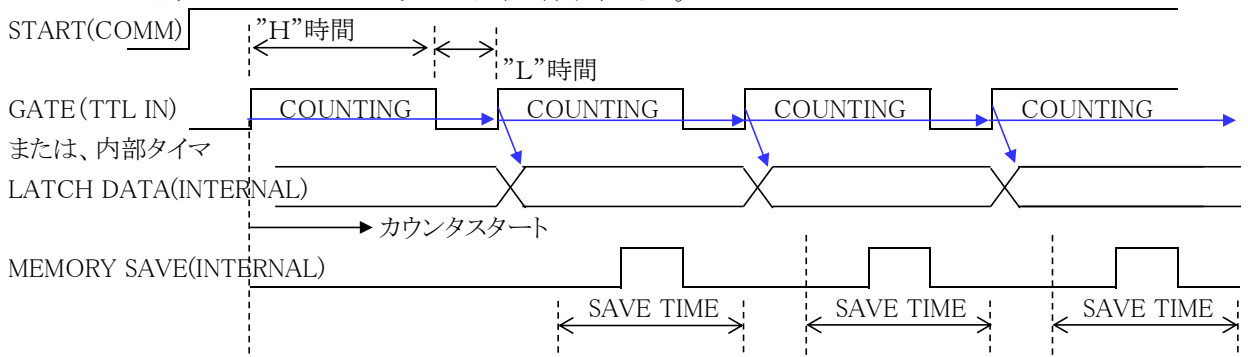 START(COMM)
"H"時間
"L"時間
GATE(TTL IN)
COUNTING
COUNTING
COUNTING
COUNTING
または、内部タイマ
LATCH DATA(INTERNAL)
カウンタスタート
MEMORY SAVE(INTERNAL)
SAVE TIME
SAVE TIME
SAVE TIME